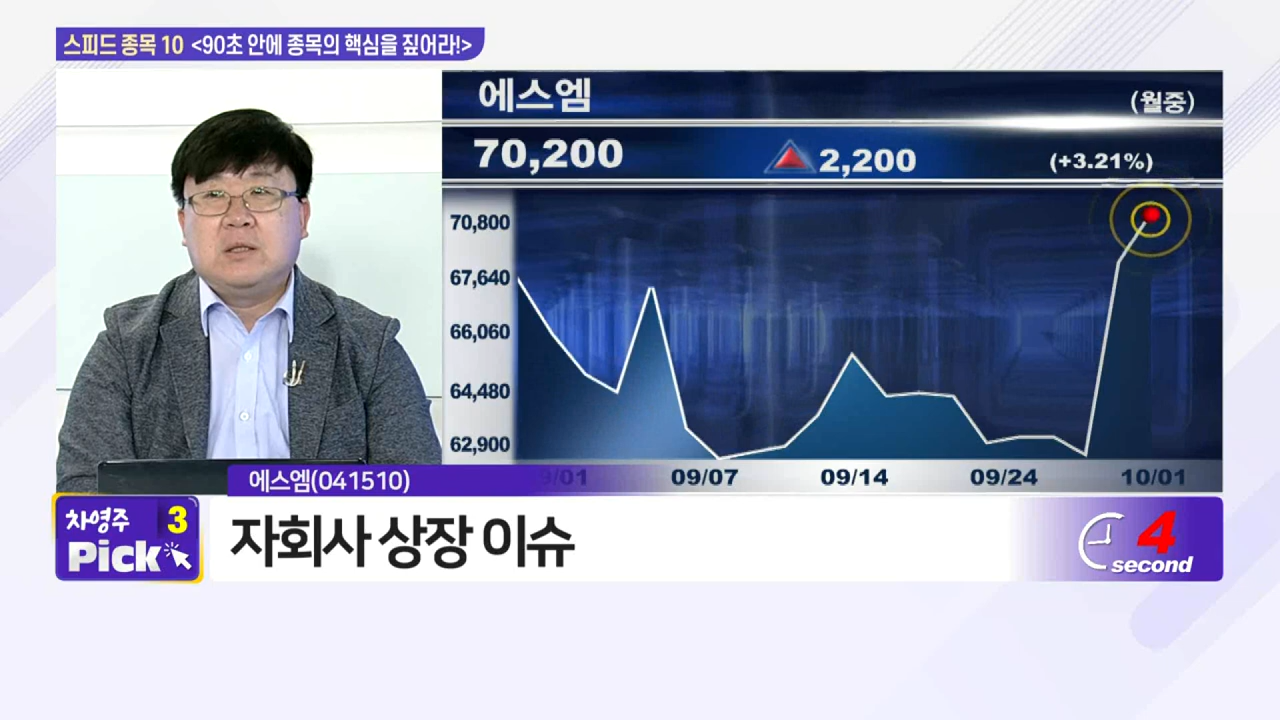 스피드 종목 10 <90초 안에 종목의 핵심을 짚어라!>
에스엠
(월중)
70,200
2,200
(+3.21%)
70,800
67,640
66,060
64,480
62,900
09/01
09/07
09/14
09/24
10/01
에스엠(041510)
차영주 3
Pick
자회사 상장 이슈
4
second